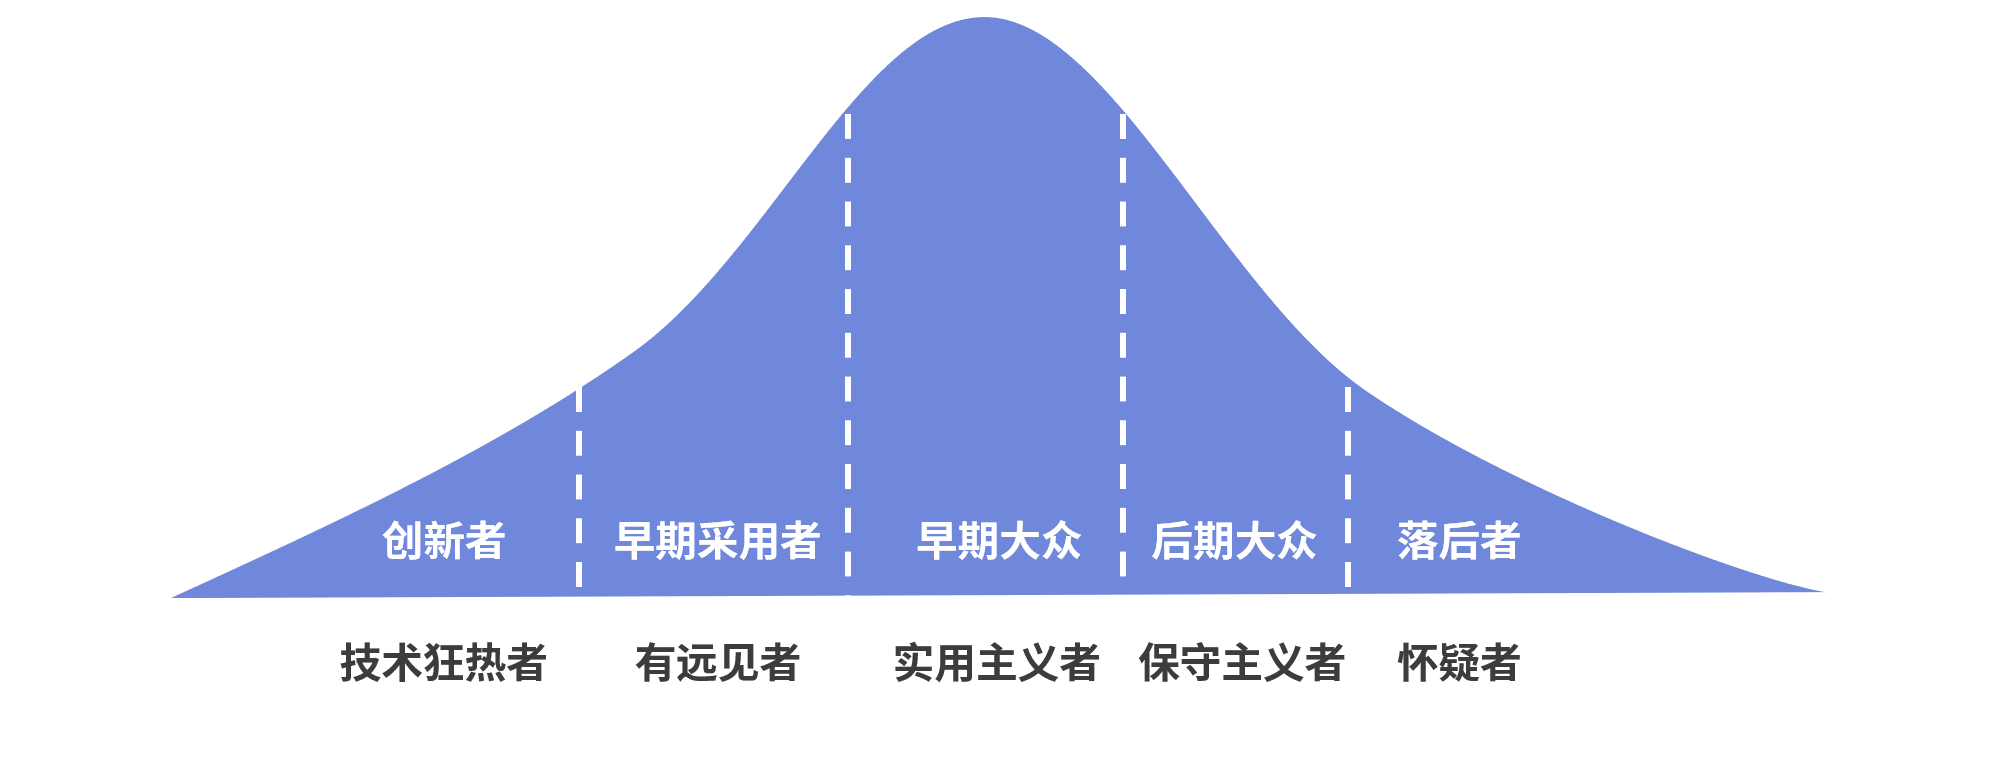 创新者 早期采用者 早期大众 后期大众 落后者
技术狂热者 有远见者 实用主义者 保守主义者 怀疑者